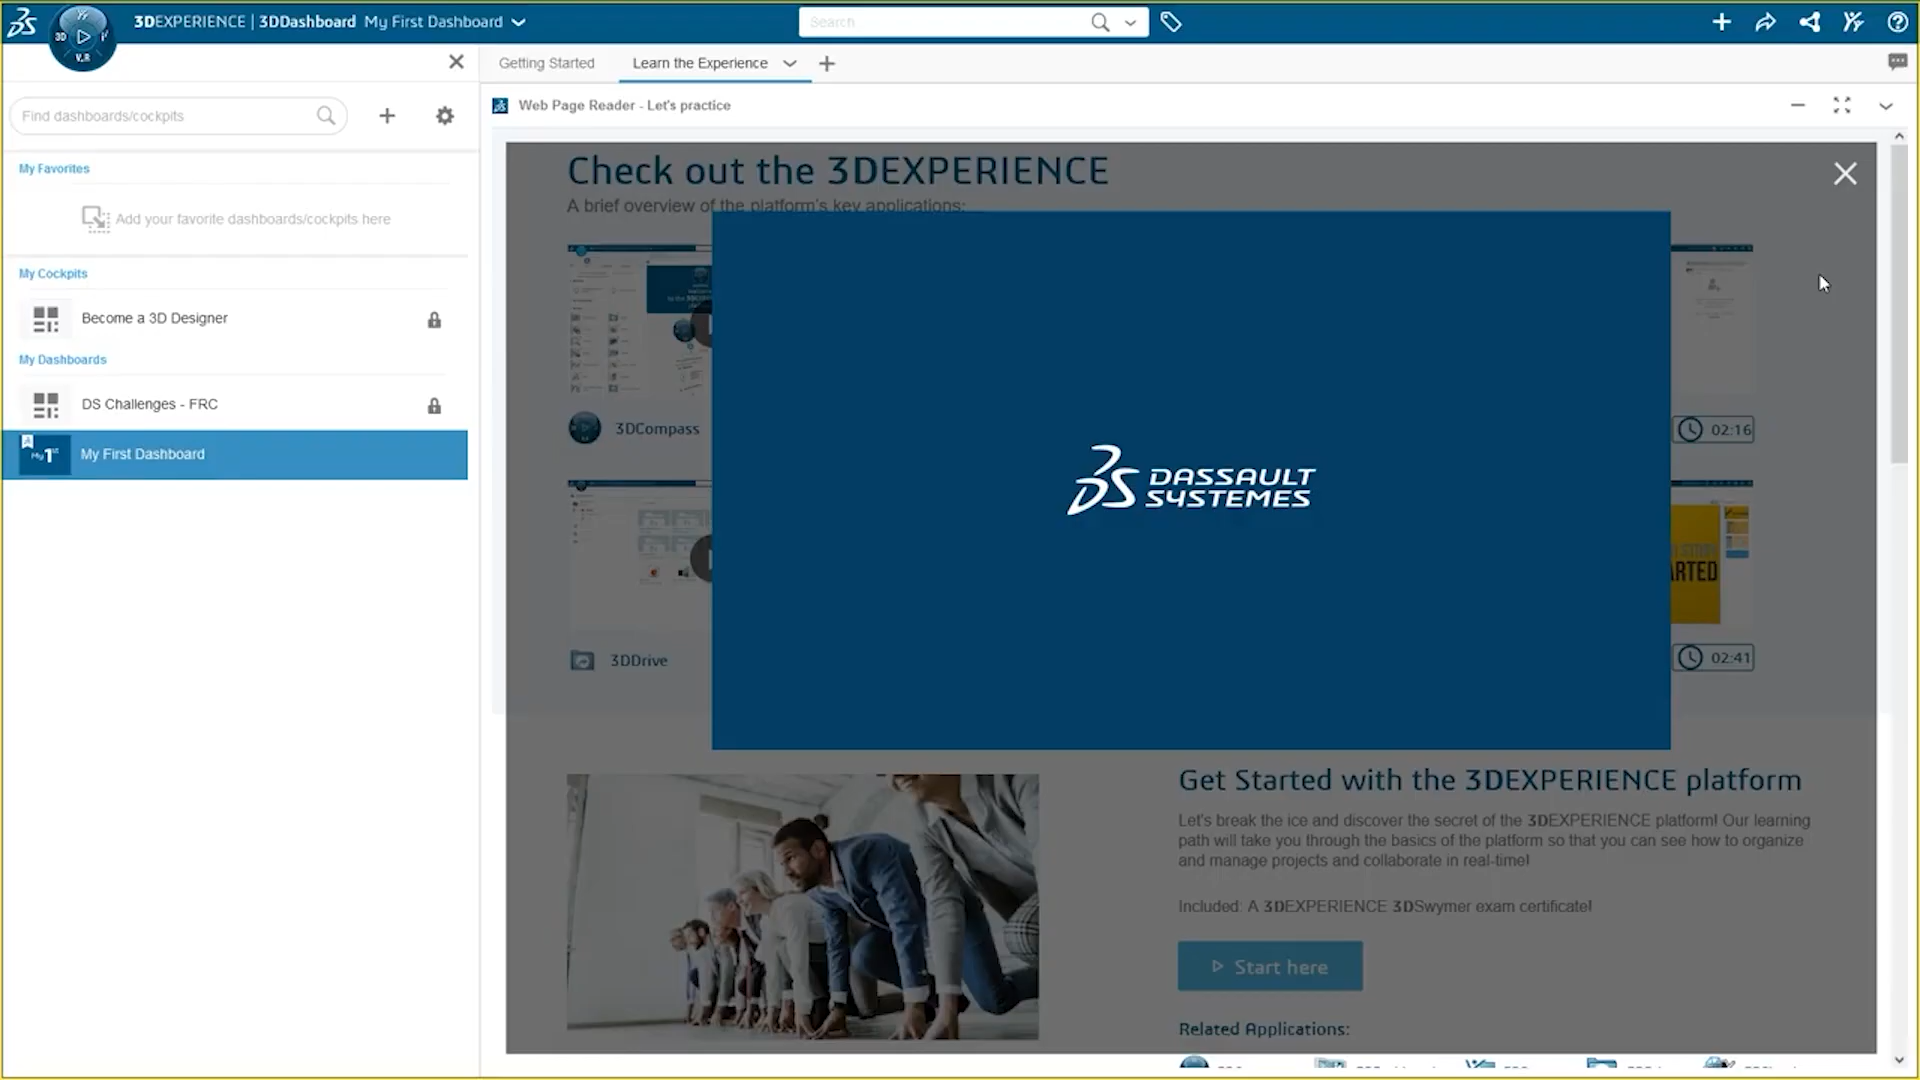 3DEXPERIENCE | 3DDashboard My First Dashboard
Search
3D
V.R
Find dashboards/cockpits
My Favorites
Add your favorite dashboards/cockpits here
My Cockpits
Become a 3D Designer
My Dashboards
DS Challenges - FRC
My 1st
My First Dashboard
Getting Started
Learn the Experience
Web Page Reader - Let's practice
Check out the 3DEXPERIENCE
A brief overview of the platform's key applications:
3DCompass
02:16
DASSAULT
SYSTEMES
ARTED
3DDrive
02:41
Get Started with the 3DEXPERIENCE platform
Let's break the ice and discover the secret of the 3DEXPERIENCE platform! Our learning
path will take you through the basics of the platform so that you can see how to organize
and manage projects and collaborate in real-time!
Included: A 3DEXPERIENCE 3DSwymer exam certificate!
Start here
Related Applications: